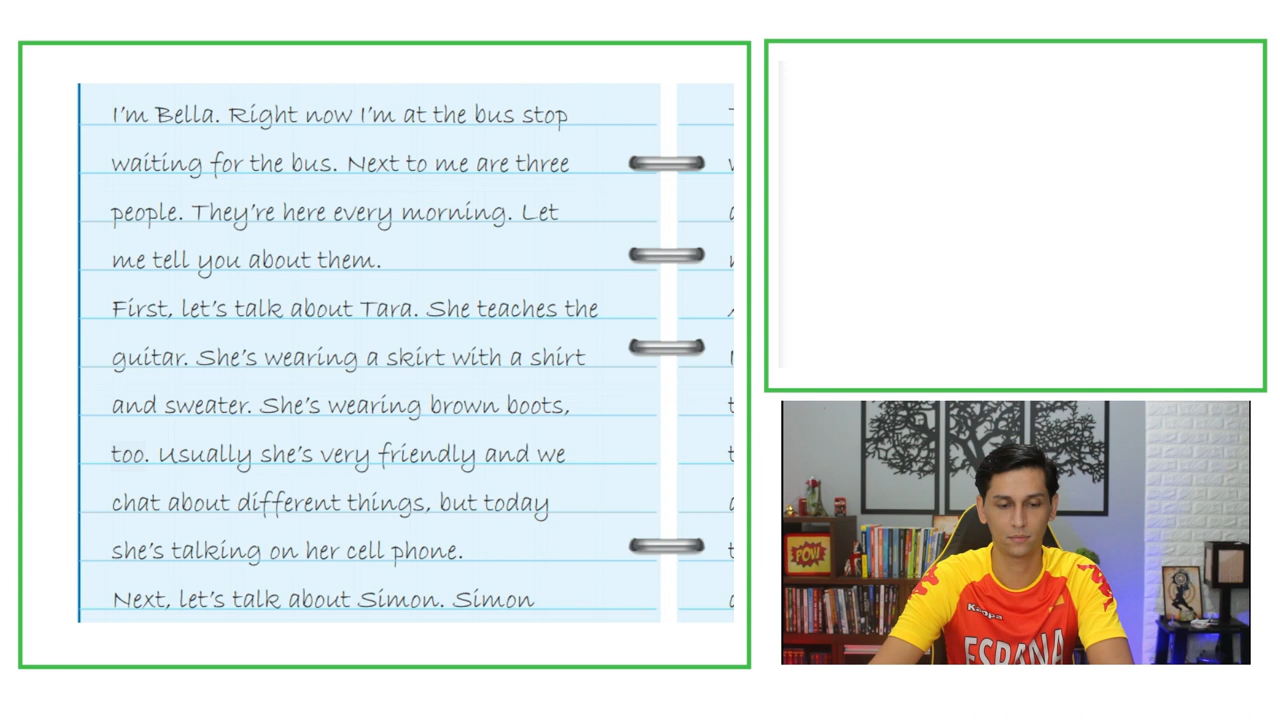 I'm Bella. Right now I'm at the bus stop
waiting for the bus. Next to me are three
people. They're here every morning. Let
me tell you about them.
First, let's talk about Tara. She teaches the
guitar. She's wearing a skirt with a shirt
and sweater. She's wearing brown boots,
too. Usually she's very friendly and we
chat about different things, but today
she's talking on her cell phone.
Next, let's talk about Simon. Simon
POW
Kappa
ESPANA